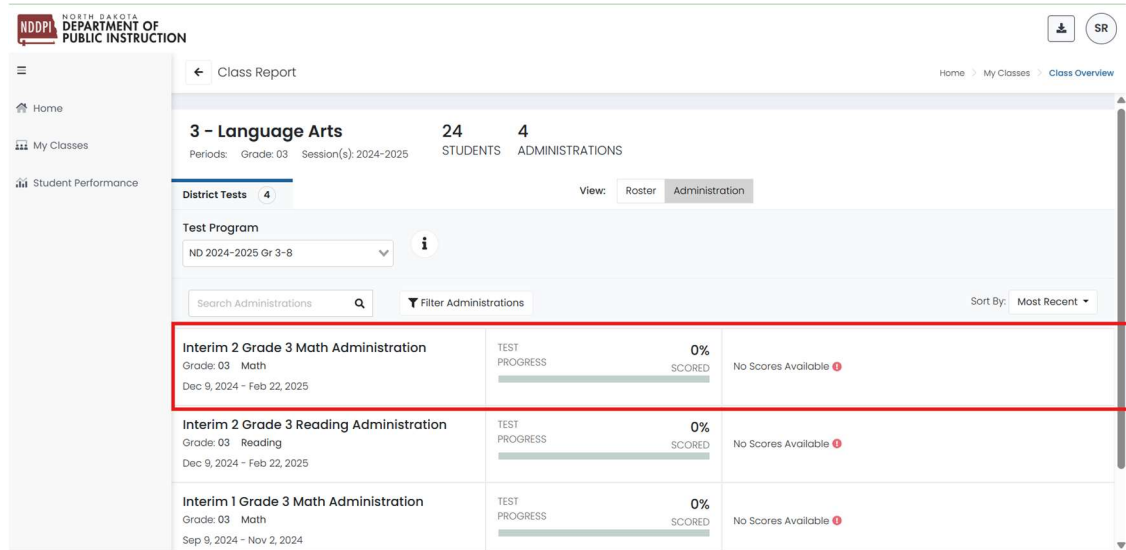 NDDPI
NORTH DAKOTA
DEPARTMENT OF
PUBLIC INSTRUCTION
SR
Class Report
Home > My Classes > Class Overview
Home
My Classes
Student Performance
3 - Language Arts
Periods: Grade: 03 Session(s): 2024-2025
24
STUDENTS
4
ADMINISTRATIONS
District Tests 4
View: Roster Administration
Test Program
ND 2024-2025 Gr 3-8
Search Administrations
Filter Administrations
Sort By: Most Recent
Interim 2 Grade 3 Math Administration
Grade: 03 Math
Dec 9, 2024 - Feb 22, 2025
TEST
PROGRESS
0%
SCORED
No Scores Available
Interim 2 Grade 3 Reading Administration
Grade: 03 Reading
Dec 9, 2024 - Feb 22, 2025
TEST
PROGRESS
0%
SCORED
No Scores Available
Interim 1 Grade 3 Math Administration
Grade: 03 Math
Sep 9, 2024 - Nov 2, 2024
TEST
PROGRESS
0%
SCORED
No Scores Available